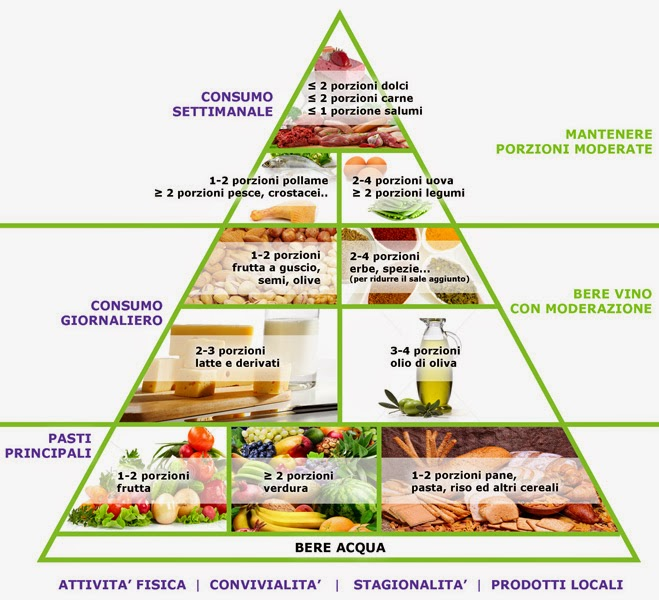 ≤ 2 porzioni dolci
≤ 2 porzioni carne
≤ 1 porzione salumi
CONSUMO
SETTIMANALE
MANTENERE
PORZIONI MODERATE
1-2 porzioni pollame
≥ 2 porzioni pesce, crostacei..
2-4 porzioni uova
≥ 2 porzioni legumi
1-2 porzioni
frutta a guscio,
semi, olive
2-4 porzioni
erbe, spezie...
(per ridurre il sale aggiunto)
CONSUMO
GIORNALIERO
BERE VINO
CON MODERAZIONE
2-3 porzioni
latte e derivati
3-4 porzioni
olio di oliva
PASTI
PRINCIPALI
1-2 porzioni
frutta
≥ 2 porzioni
verdura
1-2 porzioni pane,
pasta, riso ed altri cereali
BERE ACQUA
ATTIVITA’ FISICA | CONVIVIALITA’ | STAGIONALITA’ | PRODOTTI LOCALI